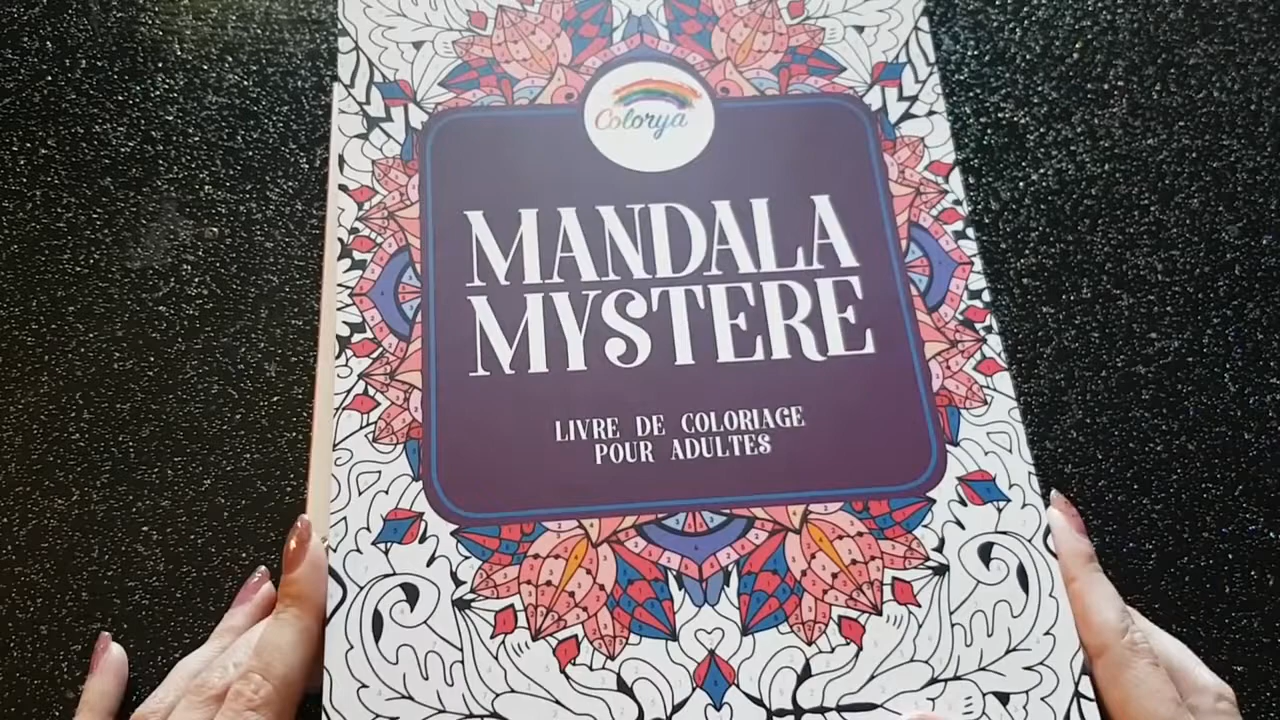 Colorya
MANDALA
MYSTERE
LIVRE DE COLORIAGE
POUR ADULTES